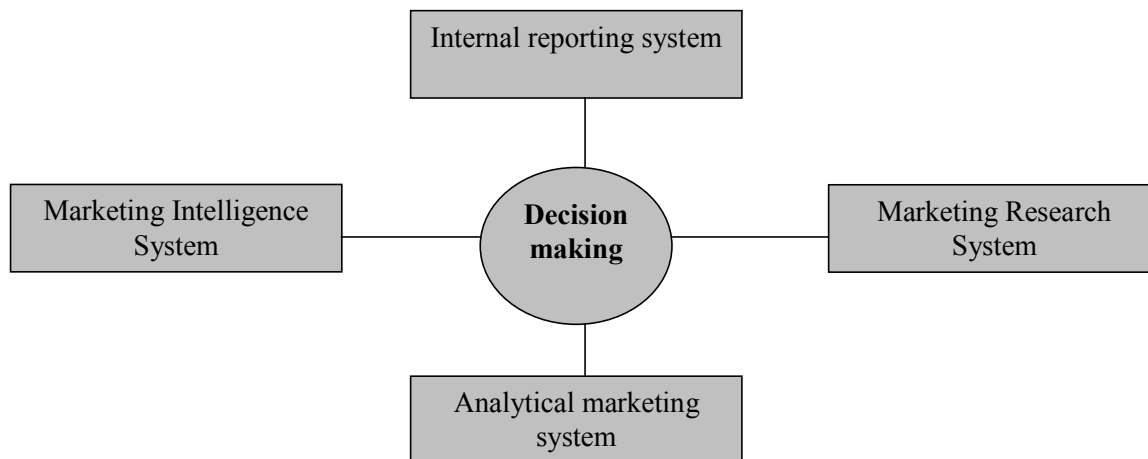 Internal reporting system
Marketing Intelligence
System
Decision
making
Marketing Research
System
Analytical marketing
system